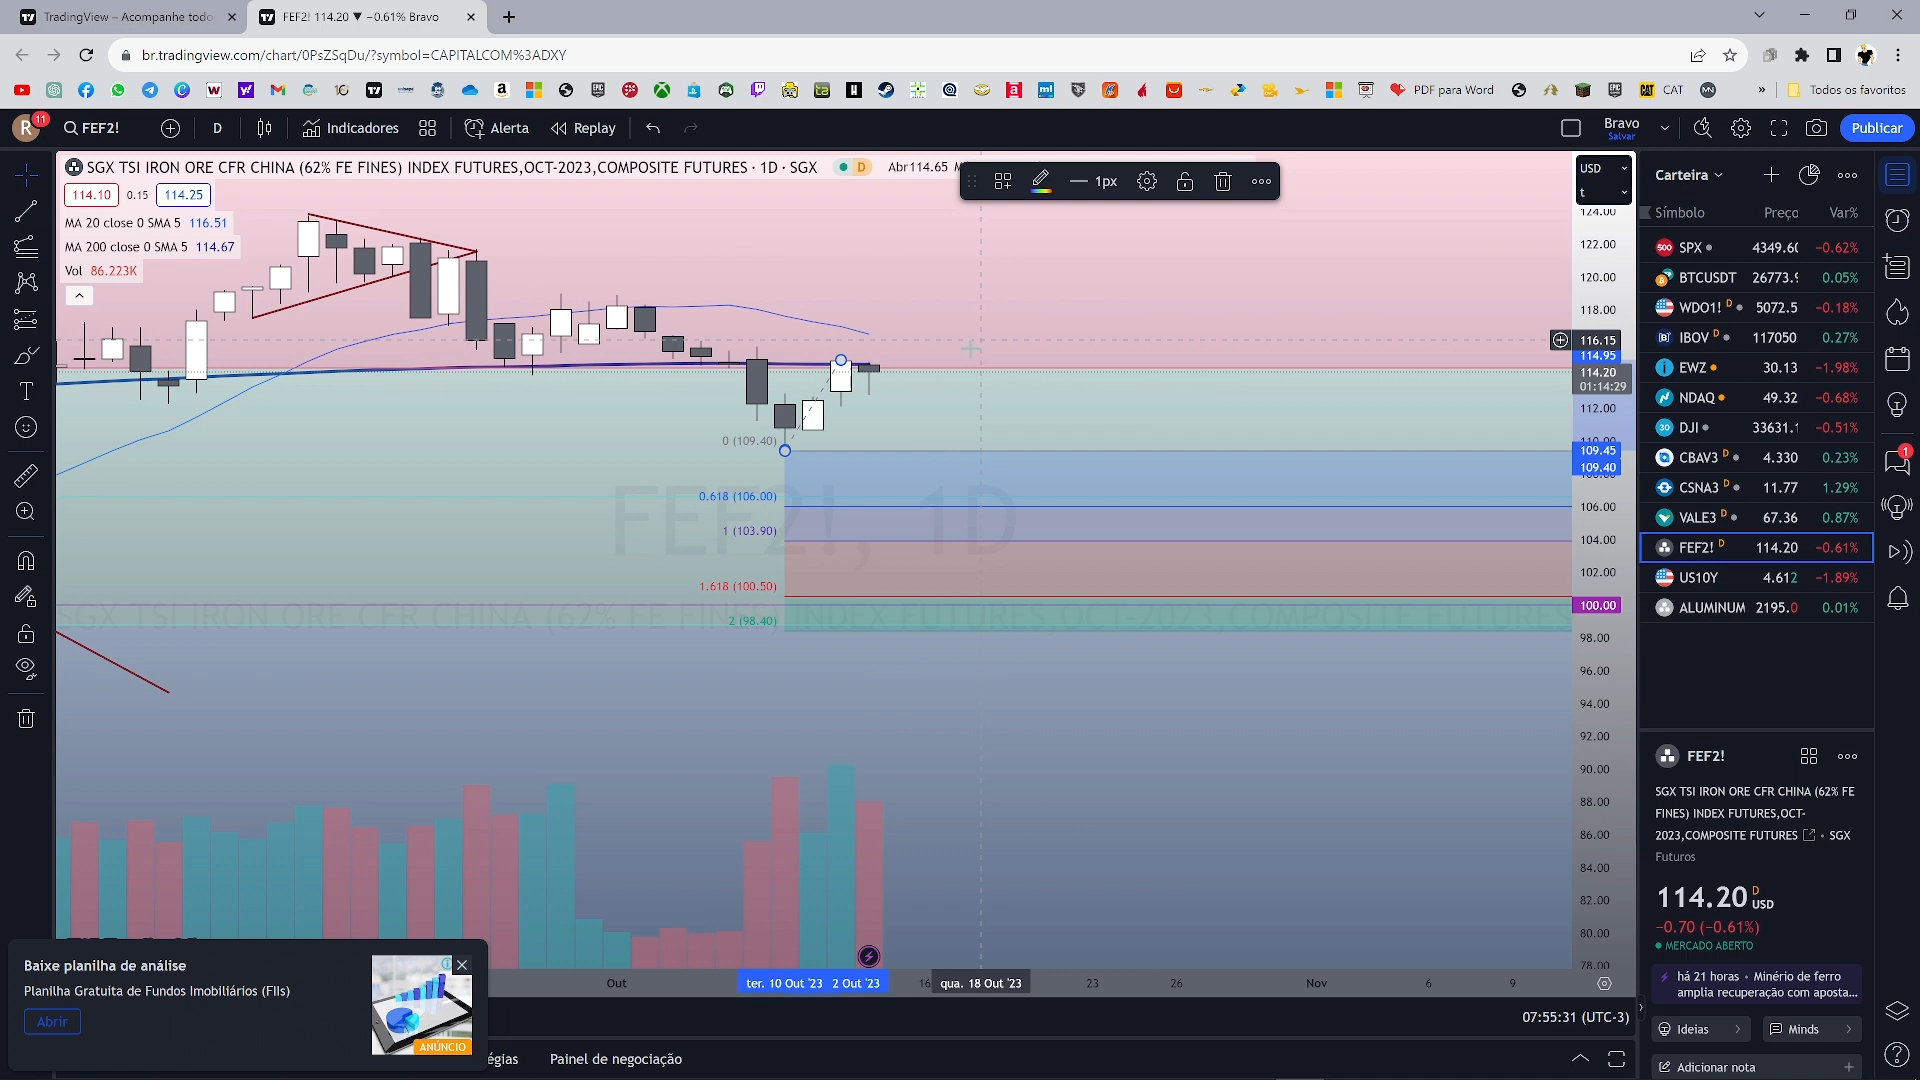 TradingView – Acompanhe todo
FEF2! 114.20 ▼ −0.61% Bravo
br.tradingview.com/chart/0PsZSqDu/?symbol=CAPITALCOM%3ADXY
PDF para Word
CAT
Todos os favoritos
R 11
FEF2!
D
Indicadores
Alerta
Replay
Bravo
Salvar
Publicar
SGX TSI IRON ORE CFR CHINA (62% FE FINES) INDEX FUTURES,OCT-2023,COMPOSITE FUTURES · 1D · SGX
D
Abr114.65
1px
114.10 0.15 114.25
MA 20 close 0 SMA 5 116.51
MA 200 close 0 SMA 5 114.67
Vol 86.223K
USD
t
124.00
122.00
120.00
118.00
116.15
114.95
114.20
01:14:29
112.00
110.00
109.45
109.40
106.00
104.00
102.00
100.00
98.00
96.00
94.00
92.00
90.00
88.00
86.00
84.00
82.00
80.00
78.00
0 (109.40)
0.618 (106.00)
1 (103.90)
1.618 (100.50)
2 (98.40)
FEF2!, 1D
SGX TSI IRON ORE CFR CHINA (62% FE FINES) INDEX FUTURES,OCT-2023,COMPOSITE FUTURES
Out
ter. 10 Out '23
2 Out '23
16
qua. 18 Out '23
23
26
Nov
6
9
07:55:31 (UTC-3)
Painel de negociação
Baixe planilha de análise
Planilha Gratuita de Fundos Imobiliários (FIIs)
Abrir
ANÚNCIO
Carteira
Símbolo Preço Var%
SPX 4349.60 −0.62%
BTCUSDT 26773.9 0.05%
WDO1! D 5072.5 −0.18%
IBOV D 117050 0.27%
EWZ 30.13 −1.98%
NDAQ 49.32 −0.68%
DJI 33631.1 −0.51%
CBAV3 D 4.330 0.23%
CSNA3 D 11.77 1.29%
VALE3 D 67.36 0.87%
FEF2! D 114.20 −0.61%
US10Y 4.612 −1.89%
ALUMINUM 2195.0 0.01%
FEF2!
SGX TSI IRON ORE CFR CHINA (62% FE
FINES) INDEX FUTURES,OCT-
2023,COMPOSITE FUTURES • SGX
Futuros
114.20 D USD
−0.70 (−0.61%)
MERCADO ABERTO
há 21 horas • Minério de ferro
amplia recuperação com aposta...
Ideias
Minds
Adicionar nota
1